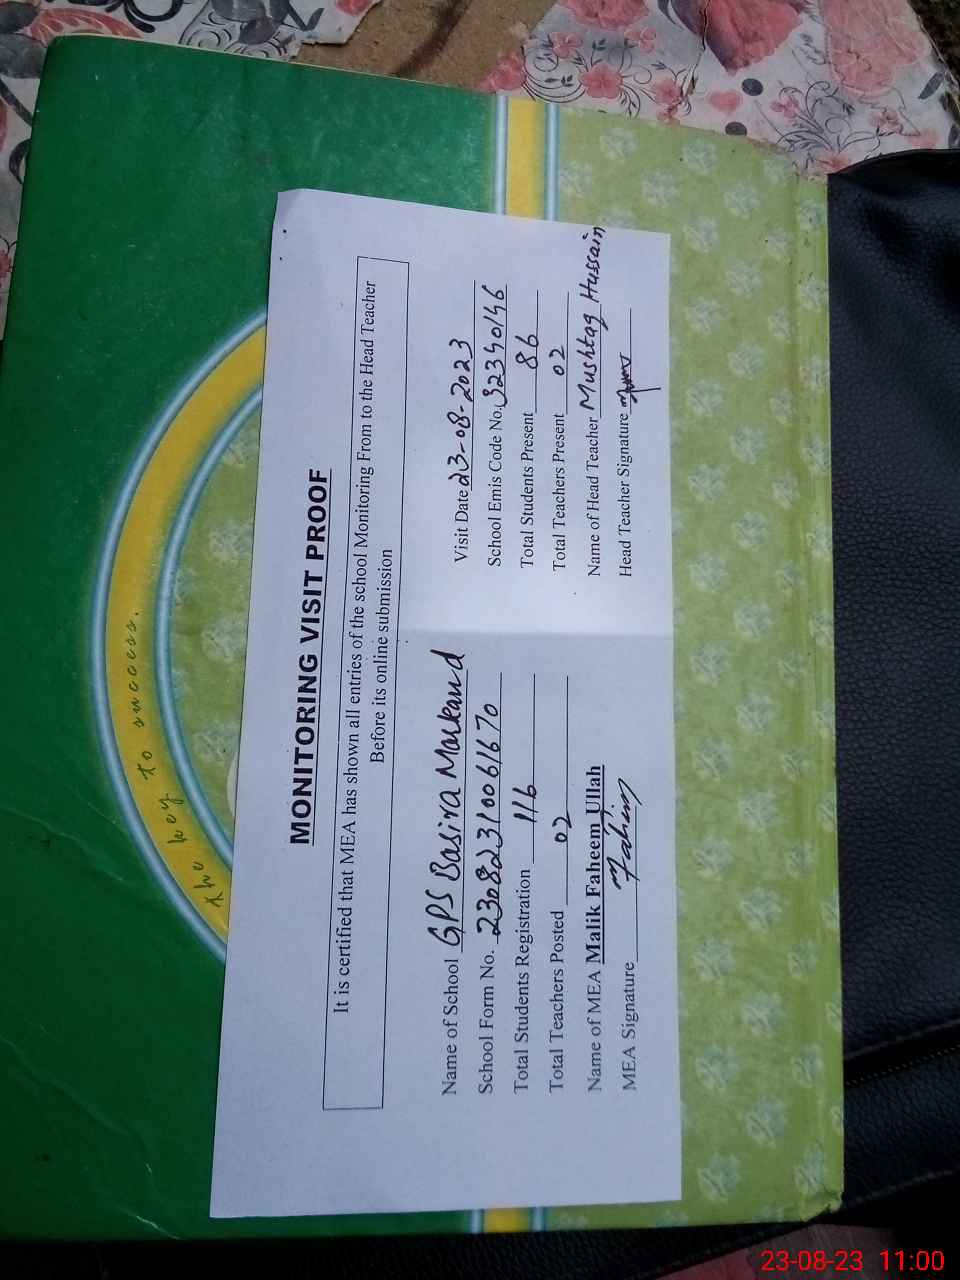 the key to success.
MONITORING VISIT PROOF
It is certified that MEA has shown all entries of the school Monitoring From to the Head Teacher
Before its online submission
Name of School GPS Basira Markand
School Form No. 23082310061670
Total Students Registration 116
Total Teachers Posted 02
Name of MEA Malik Faheem Ullah
MEA Signature Fahim
Visit Date 23-08-2023
School Emis Code No. 32340146
Total Students Present 86
Total Teachers Present 02
Name of Head Teacher Mushtaq Hussain
Head Teacher Signature
23-08-23 11:00